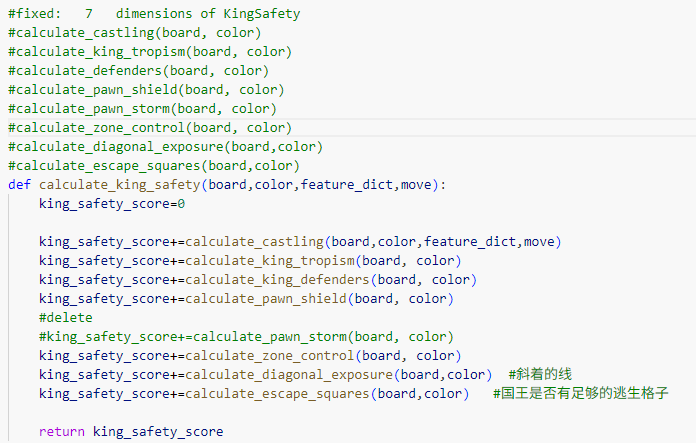 #fixed:   7   dimensions of KingSafety
#calculate_castling(board, color)
#calculate_king_tropism(board, color)
#calculate_defenders(board, color)
#calculate_pawn_shield(board, color)
#calculate_pawn_storm(board, color)
#calculate_zone_control(board, color)
#calculate_diagonal_exposure(board,color)
#calculate_escape_squares(board,color)
def calculate_king_safety(board,color,feature_dict,move):
    king_safety_score=0

    king_safety_score+=calculate_castling(board,color,feature_dict,move)
    king_safety_score+=calculate_king_tropism(board, color)
    king_safety_score+=calculate_king_defenders(board, color)
    king_safety_score+=calculate_pawn_shield(board, color)
    #delete
    #king_safety_score+=calculate_pawn_storm(board, color)
    king_safety_score+=calculate_zone_control(board, color)
    king_safety_score+=calculate_diagonal_exposure(board,color)  #斜着的线
    king_safety_score+=calculate_escape_squares(board,color)   #国王是否有足够的逃生格子

    return king_safety_score